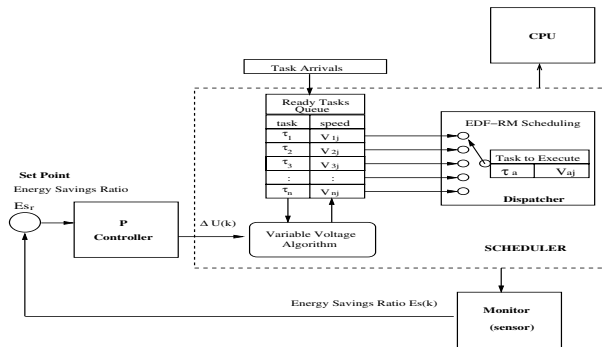 CPU
Task Arrivals
Ready Tasks
Queue
task speed
τ1 V1j
τ2 V2j
τ3 V3j
: :
τn Vnj
EDF-RM Scheduling
Task to Execute
τa Vaj
Dispatcher
Set Point
Energy Savings Ratio
Esr
P
Controller
Δ U(k)
Variable Voltage
Algorithm
SCHEDULER
Energy Savings Ratio Es(k)
Monitor
(sensor)